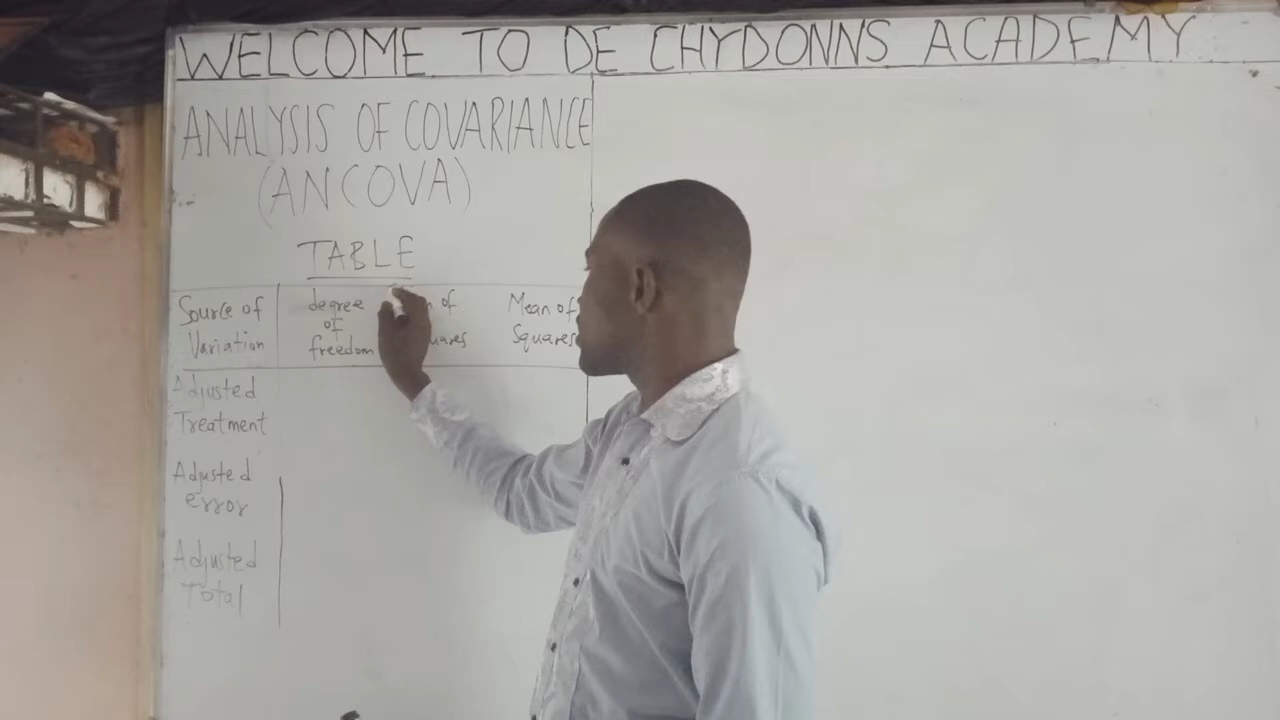 WELCOME TO DE CHYDONNS ACADEMY
ANALYSIS OF COVARIANCE
(ANCOVA)
TABLE
Source of
Variation
degree
of
freedom
of
Mean of
Squares
Adjusted
Treatment
Adjusted
error
Adjusted
Total